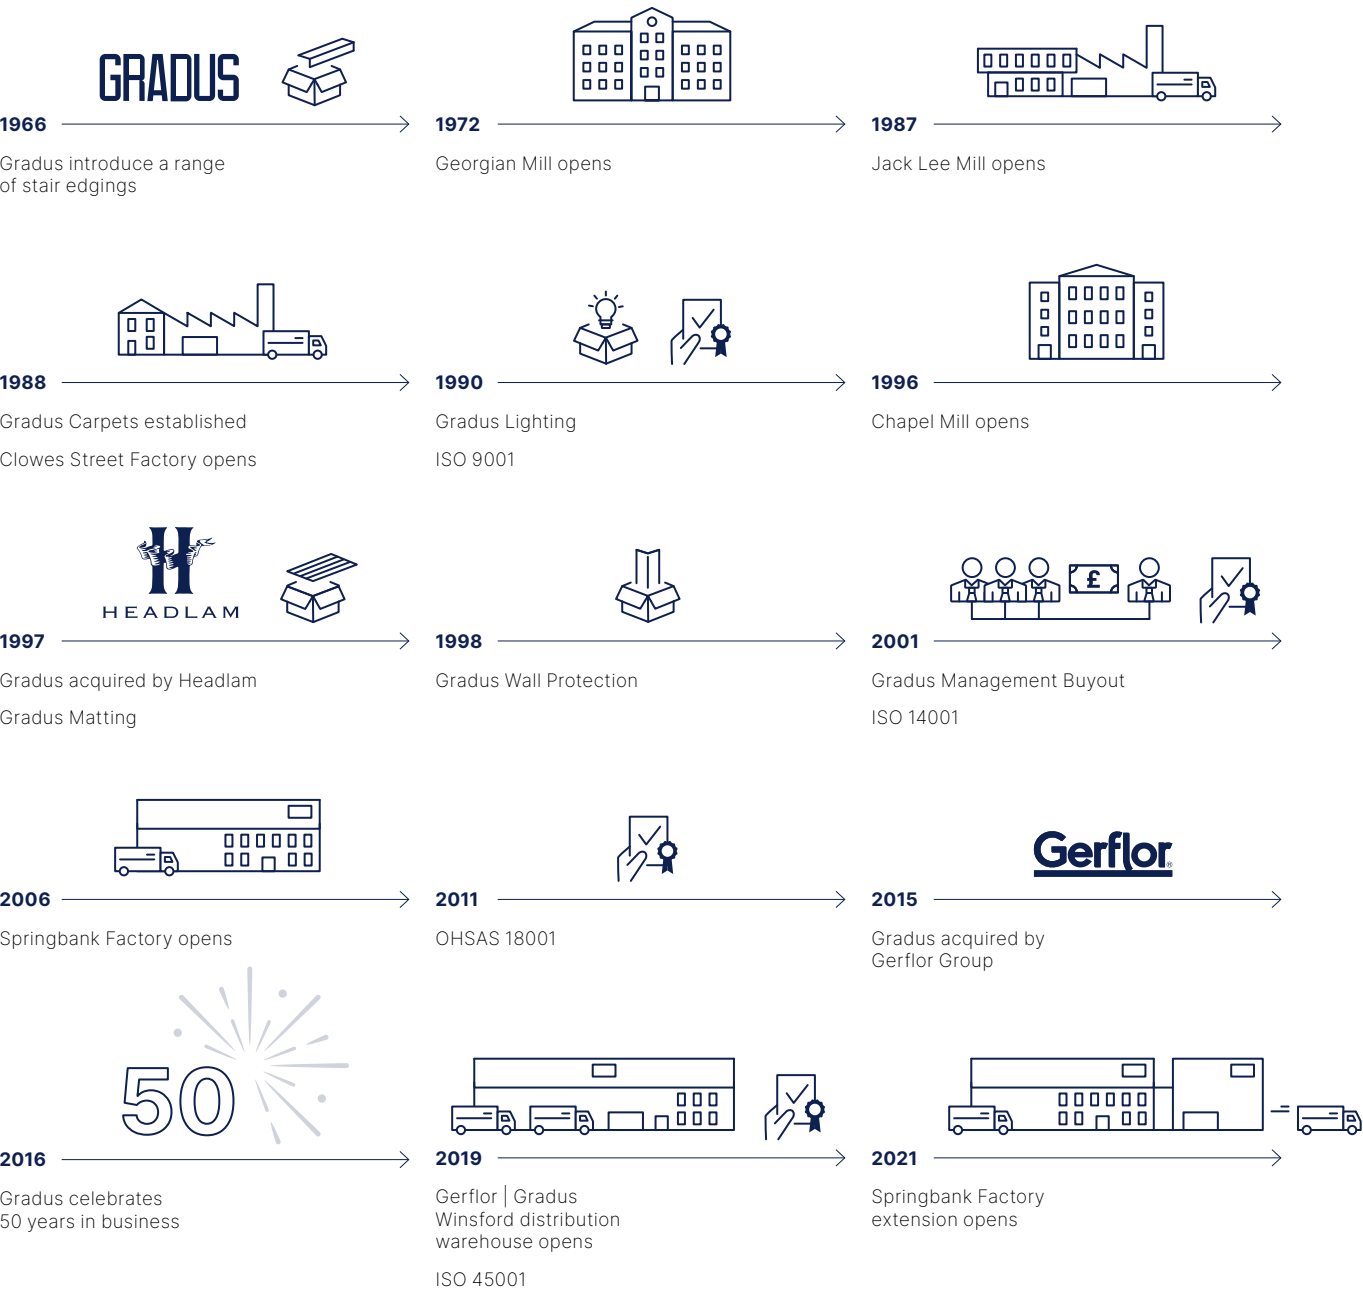 GRADUS
1966
Gradus introduce a range
of stair edgings
1972
Georgian Mill opens
1987
Jack Lee Mill opens
1988
Gradus Carpets established
Clowes Street Factory opens
1990
Gradus Lighting
ISO 9001
1996
Chapel Mill opens
H
HEADLAM
1997
Gradus acquired by Headlam
Gradus Matting
1998
Gradus Wall Protection
£
2001
Gradus Management Buyout
ISO 14001
2006
Springbank Factory opens
2011
OHSAS 18001
Gerflor®
2015
Gradus acquired by
Gerflor Group
50
2016
Gradus celebrates
50 years in business
2019
Gerflor | Gradus
Winsford distribution
warehouse opens
ISO 45001
2021
Springbank Factory
extension opens